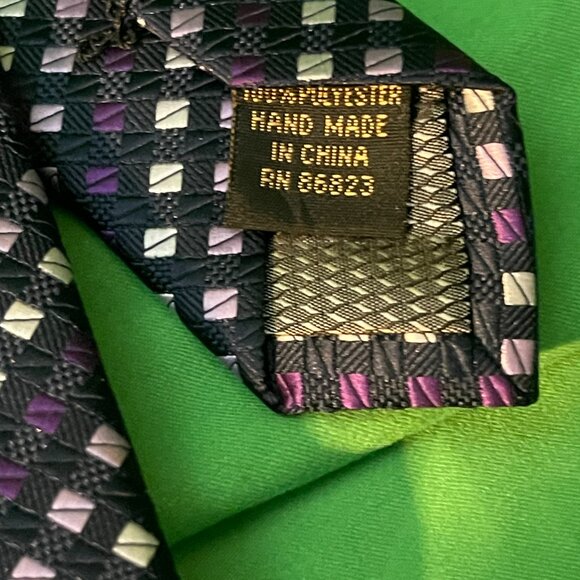 100% POLYESTER
HAND MADE
IN CHINA
RN 86823